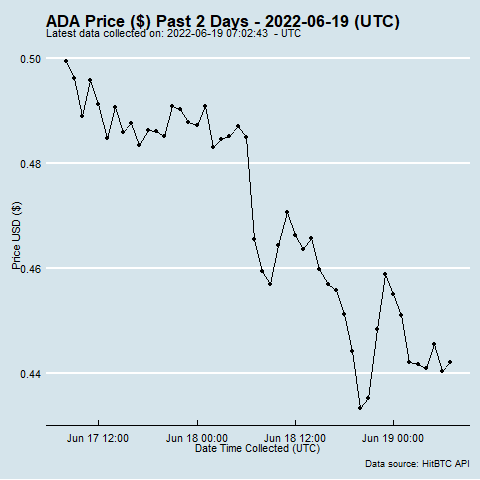 ADA Price ($) Past 2 Days - 2022-06-19 (UTC)
Latest data collected on: 2022-06-19 07:02:43 - UTC
0.50
0.48
0.46
0.44
Price USD ($)
Jun 17 12:00 Jun 18 00:00 Jun 18 12:00 Jun 19 00:00
Date Time Collected (UTC)
Data source: HitBTC API